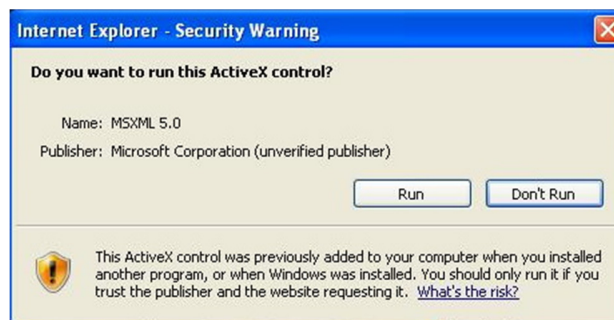 Internet Explorer - Security Warning
Do you want to run this ActiveX control?
Name: MSXML 5.0
Publisher: Microsoft Corporation (unverified publisher)
Run Don't Run
This ActiveX control was previously added to your computer when you installed
another program, or when Windows was installed. You should only run it if you
trust the publisher and the website requesting it. What's the risk?